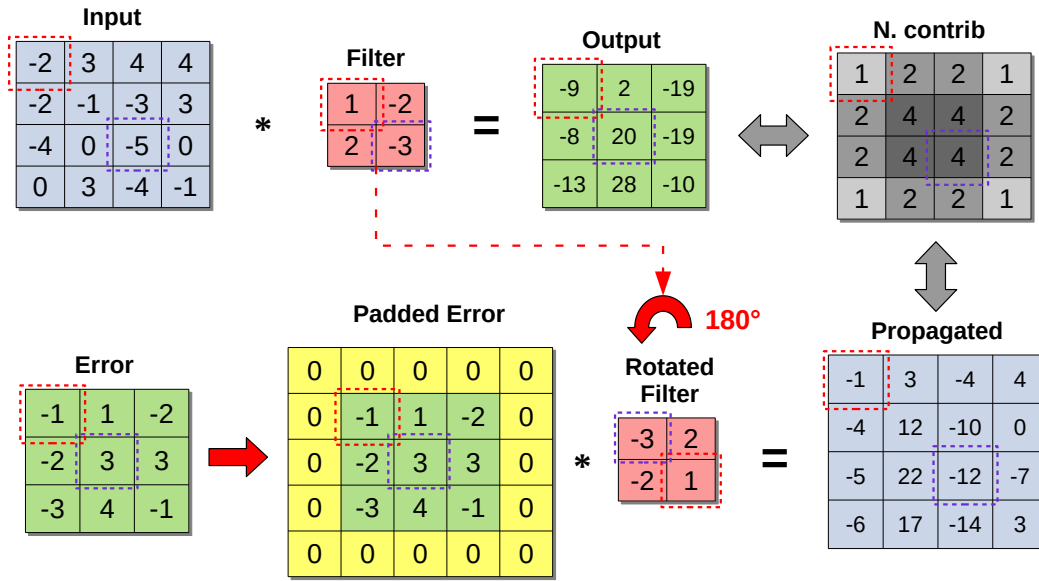 Input
-2 3 4 4
-2 -1 -3 3
-4 0 -5 0
0 3 -4 -1
*
Filter
1 -2
2 -3
=
Output
-9 2 -19
-8 20 -19
-13 28 -10
N. contrib
1 2 2 1
2 4 4 2
2 4 4 2
1 2 2 1
Error
-1 1 -2
-2 3 3
-3 4 -1
Padded Error
0 0 0 0 0
0 -1 1 -2 0
0 -2 3 3 0
0 -3 4 -1 0
0 0 0 0 0
*
180°
Rotated
Filter
-3 2
-2 1
=
Propagated
-1 3 -4 4
-4 12 -10 0
-5 22 -12 -7
-6 17 -14 3